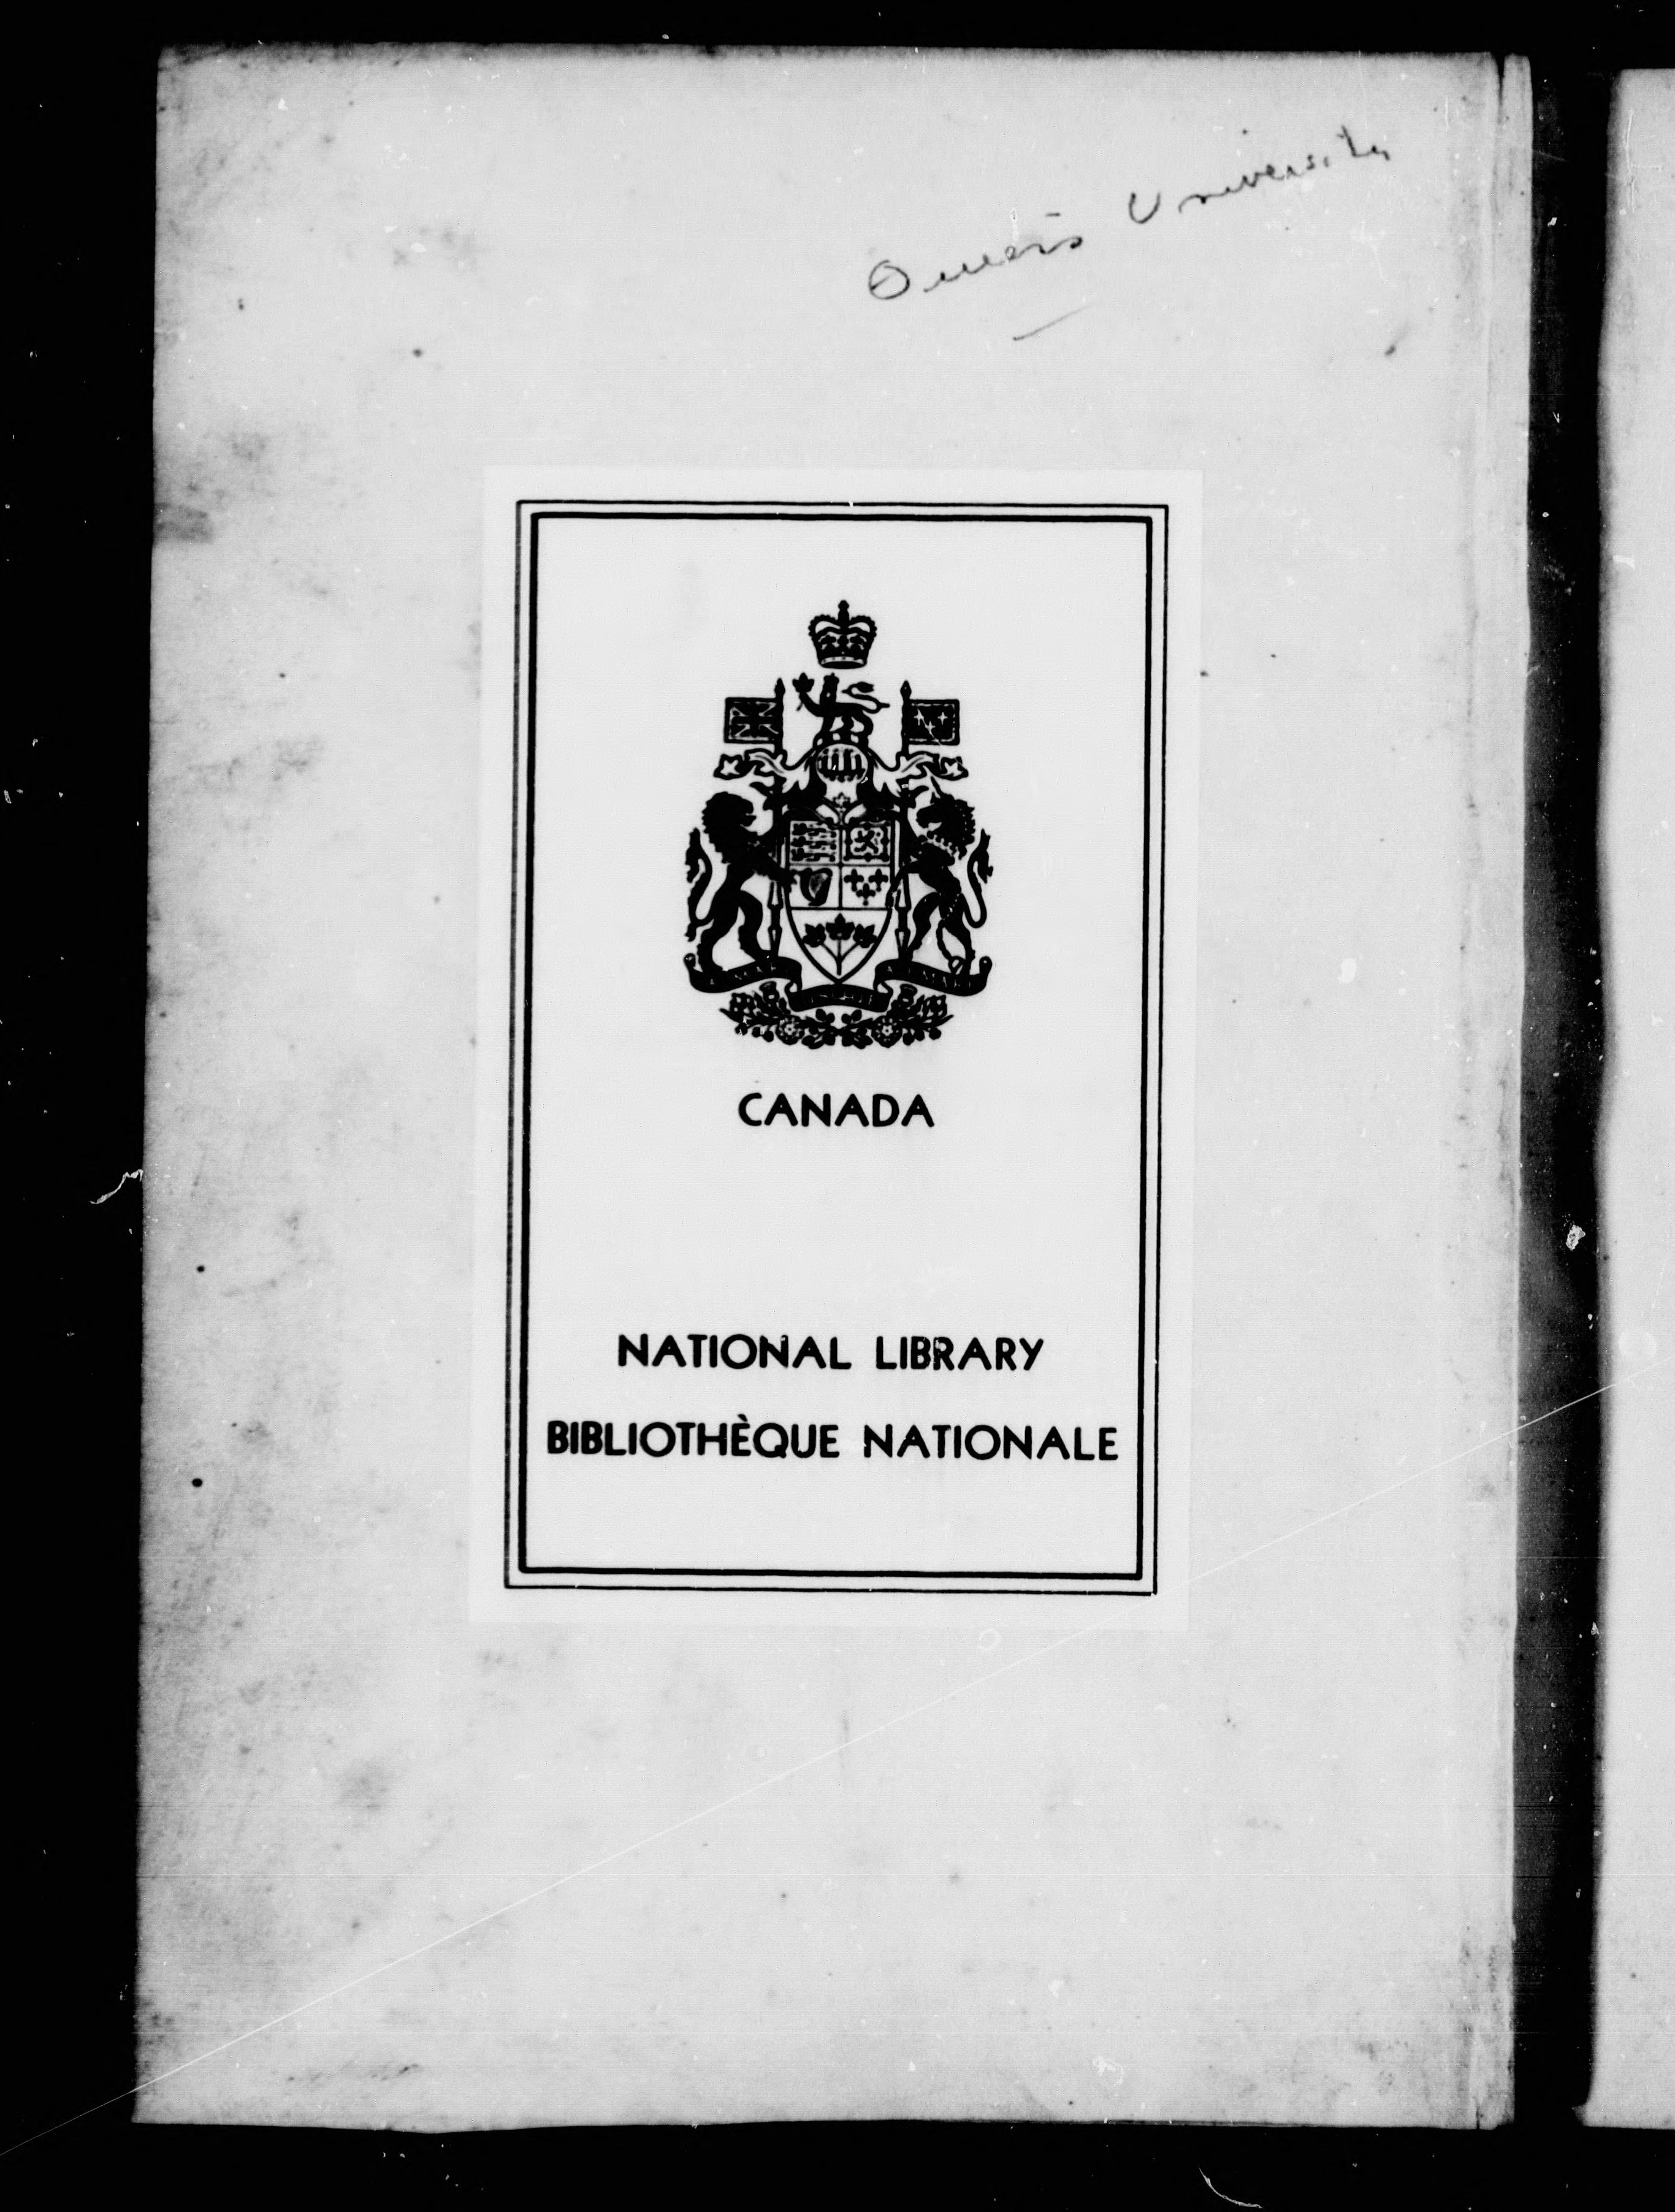 Queen's University
CANADA
NATIONAL LIBRARY
BIBLIOTHÈQUE NATIONALE